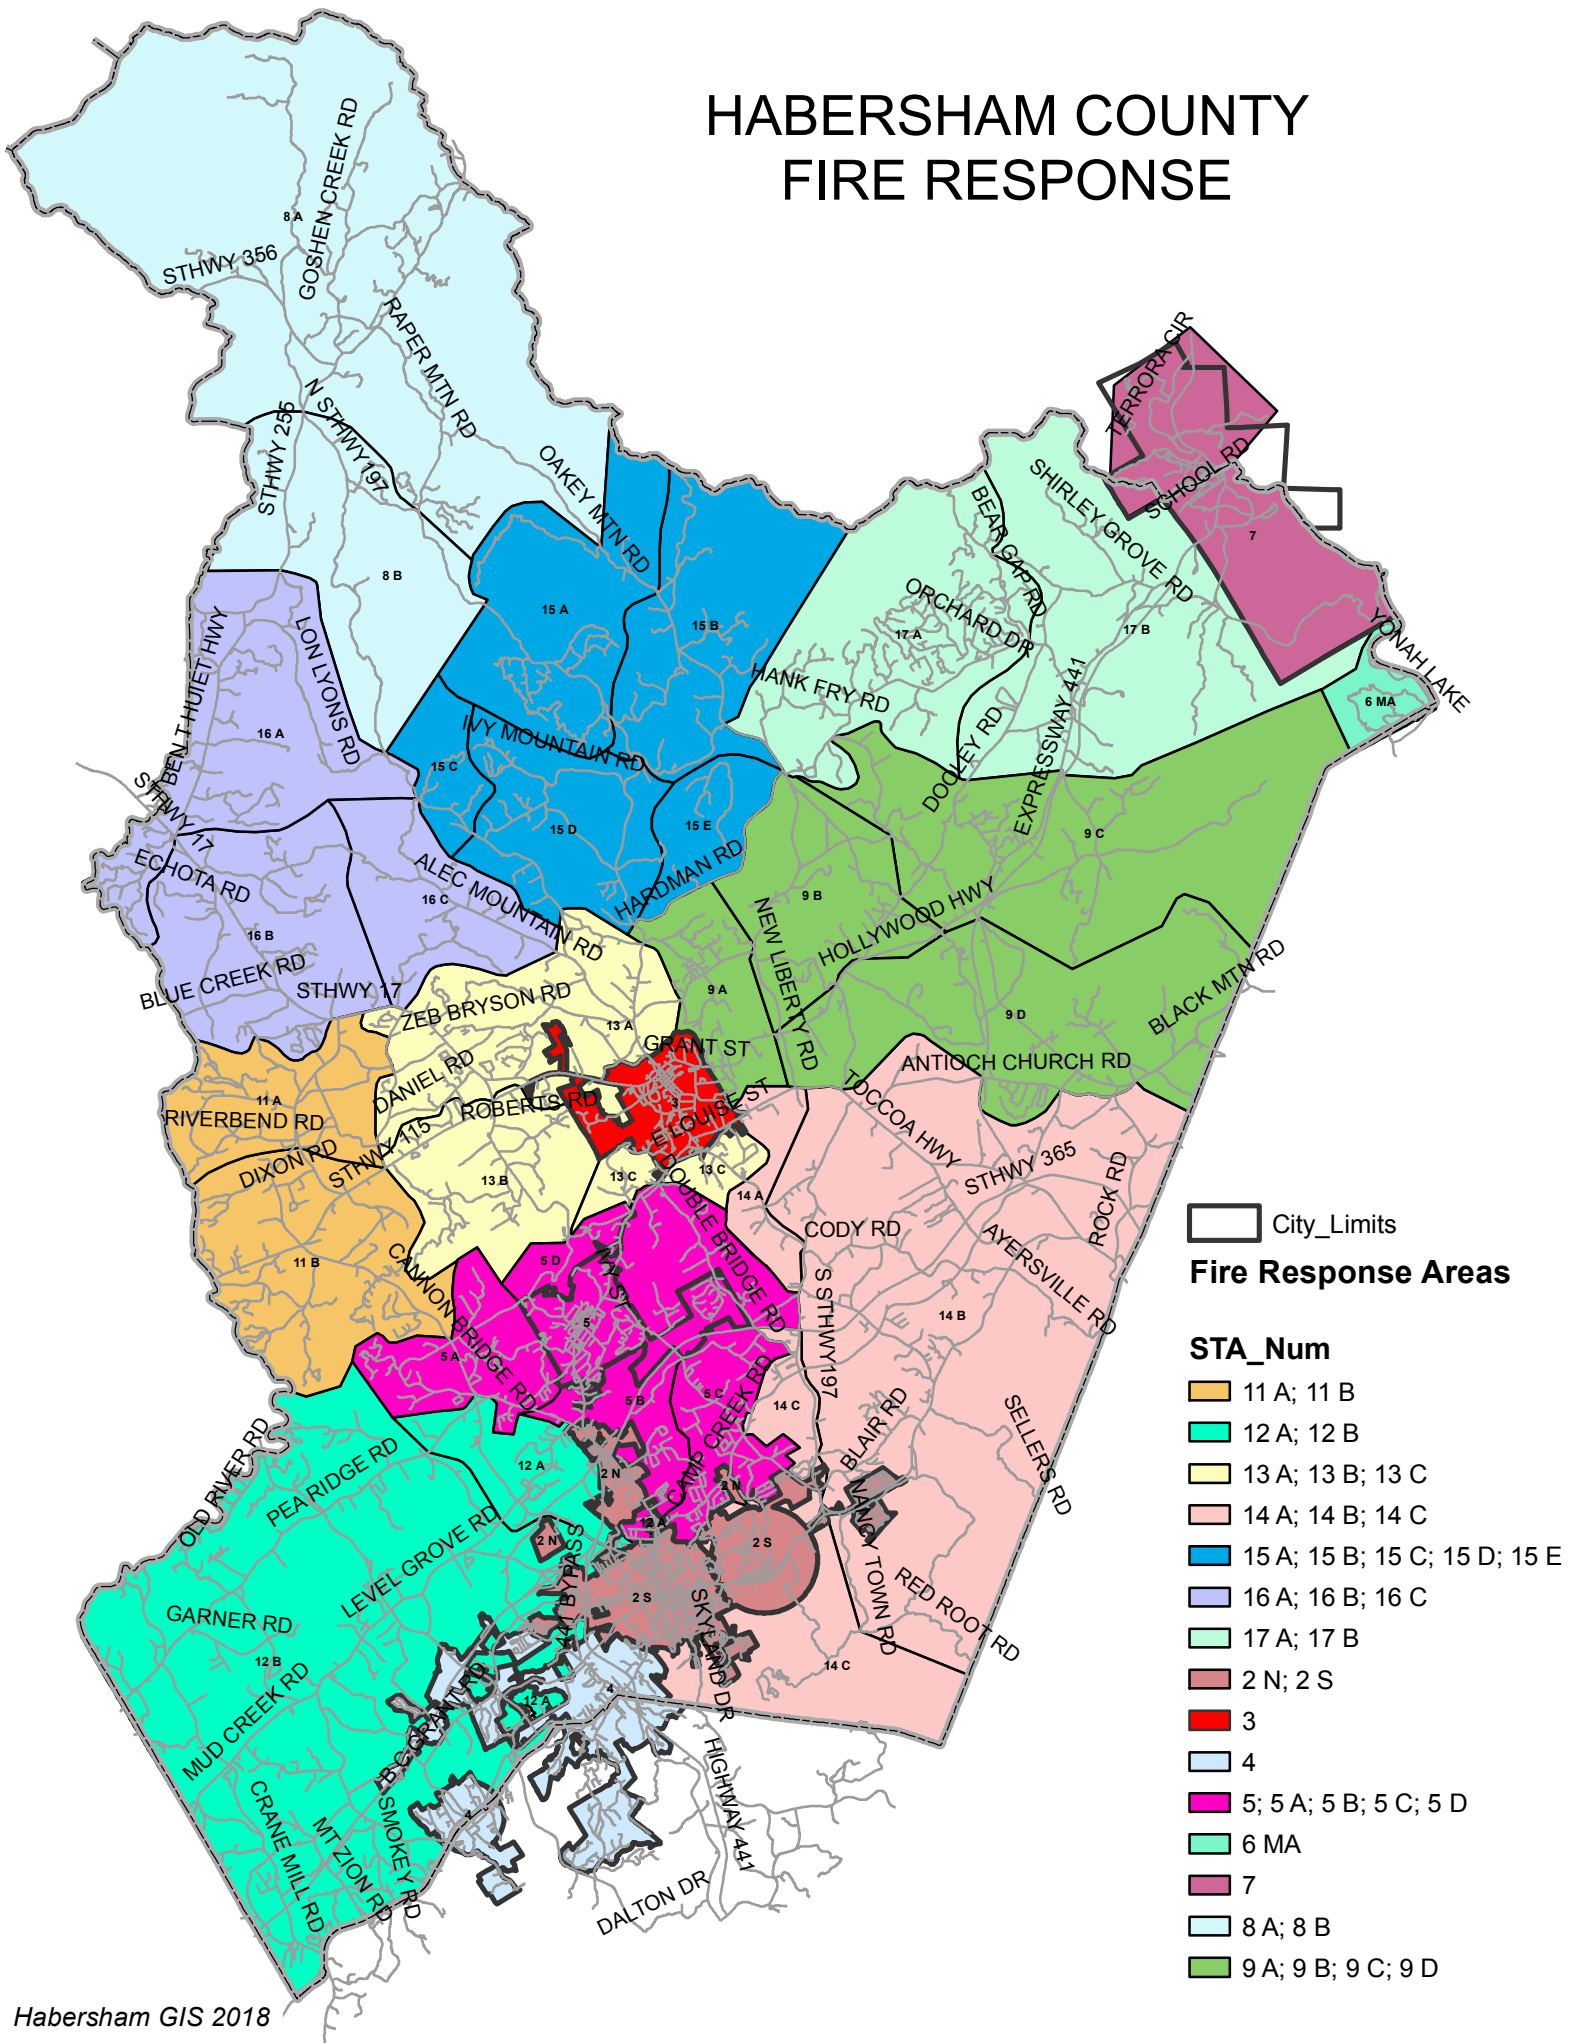 HABERSHAM COUNTY
FIRE RESPONSE
GOSHEN CREEK RD
8 A
STHWY 356
RAPER MTN RD
TERRORA CIR
N STHWY 197
STHWY 255
OAKEY MTN RD
SCHOOL RD
SHIRLEY GROVE RD
BEAR GAP RD
7
8 B
15 A
15 B
ORCHARD DR
17 A
17 B
YONAH LAKE
BEN T HUIET HWY
LON LYONS RD
HANK FRY RD
6 MA
16 A
IVY MOUNTAIN RD
15 C
DOOLEY RD
EXPRESSWAY 441
STHWY 17
15 D
15 E
9 C
ECHOTA RD
ALEC MOUNTAIN RD
HARDMAN RD
16 C
9 B
NEW LIBERTY RD
HOLLYWOOD HWY
16 B
BLUE CREEK RD
STHWY 17
ZEB BRYSON RD
9 A
9 D
BLACK MTN RD
13 A
GRANT ST
ANTIOCH CHURCH RD
DANIEL RD
11 A
RIVERBEND RD
ROBERTS RD
3
E LOUISE ST
TOCCOA HWY
DIXON RD
STHWY 115
STHWY 365
13 B
13 C
13 C
DOUBLE BRIDGE RD
14 A
ROCK RD
City_Limits
CODY RD
AYERSVILLE RD
11 B
CANNON BRIDGE RD
5 D
IVY ST
Fire Response Areas
S STHWY197
14 B
5
STA_Num
5 A
11 A; 11 B
5 B
5 C
CAMP CREEK RD
14 C
BLAIR RD
SELLERS RD
12 A; 12 B
OLD RIVER RD
PEA RIDGE RD
12 A
2 N
2 N
13 A; 13 B; 13 C
NANCY TOWN RD
14 A; 14 B; 14 C
LEVEL GROVE RD
2 N
12 A
2 S
15 A; 15 B; 15 C; 15 D; 15 E
441 BYPASS
2 S
SKYLAND DR
RED ROOT RD
16 A; 16 B; 16 C
GARNER RD
17 A; 17 B
12 B
14 C
2 N; 2 S
MUD CREEK RD
B C GRANT RD
12 A
4
3
HIGHWAY 441
4
CRANE MILL RD
MT ZION RD
SMOKEY RD
4
5; 5 A; 5 B; 5 C; 5 D
6 MA
DALTON DR
7
8 A; 8 B
9 A; 9 B; 9 C; 9 D
Habersham GIS 2018